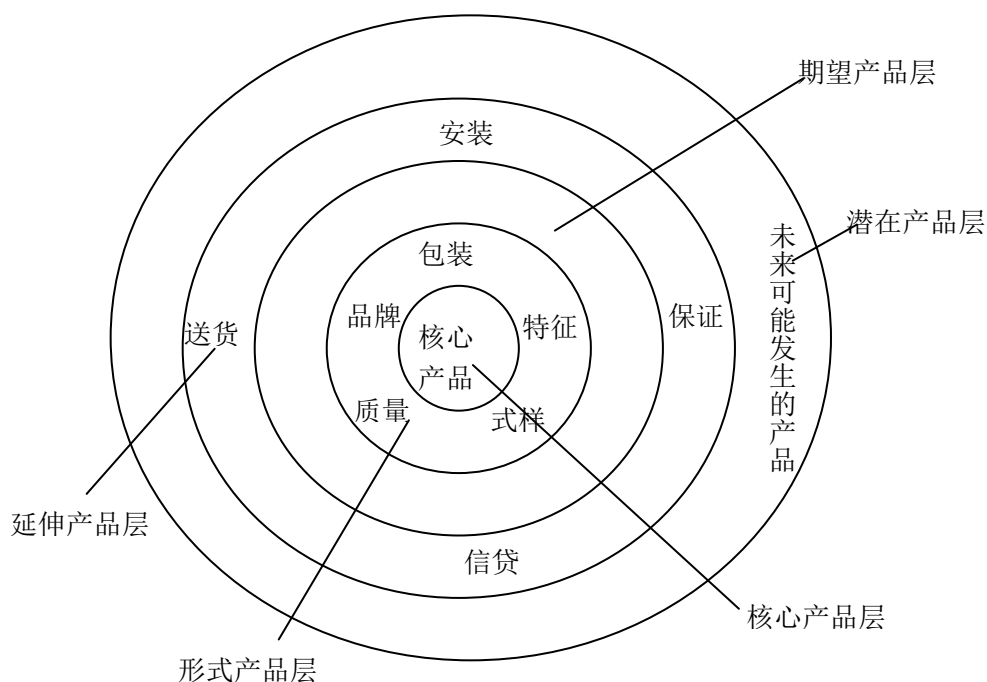 期望产品层
安装
潜在产品层
未来可能发生的产品
包装
品牌
特征
保证
送货
核心
产品
质量
式样
延伸产品层
信贷
核心产品层
形式产品层